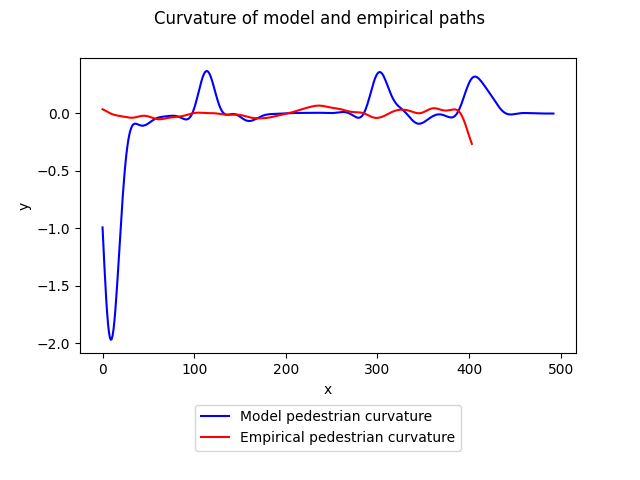 Curvature of model and empirical paths
0.0
−0.5
−1.0
−1.5
−2.0
y
0 100 200 300 400 500
x
Model pedestrian curvature
Empirical pedestrian curvature